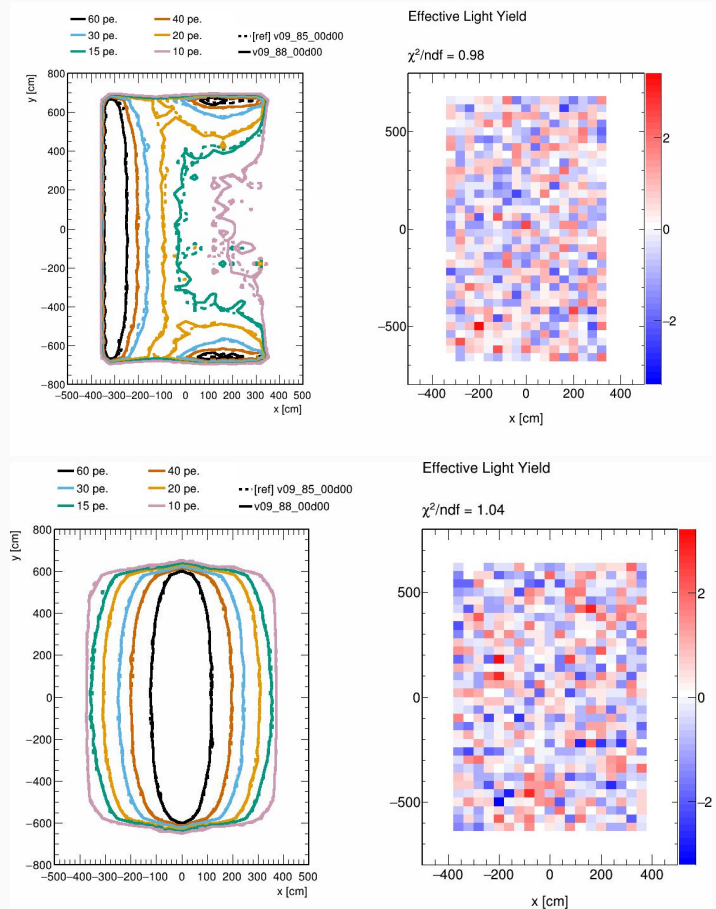 60 pe.
40 pe.
30 pe.
20 pe.
[ref] v09_85_00d00
15 pe.
10 pe.
v09_88_00d00
y [cm]
800
600
400
200
0
−200
−400
−600
−800
−500−400−300−200−100 0 100 200 300 400 500
x [cm]
Effective Light Yield
χ²/ndf = 0.98
500
0
−500
−400 −200 0 200 400
x [cm]
2
0
−2
60 pe.
40 pe.
30 pe.
20 pe.
[ref] v09_85_00d00
15 pe.
10 pe.
v09_88_00d00
y [cm]
800
600
400
200
0
−200
−400
−600
−800
−500−400−300−200−100 0 100 200 300 400 500
x [cm]
Effective Light Yield
χ²/ndf = 1.04
500
0
−500
−400 −200 0 200 400
x [cm]
2
0
−2